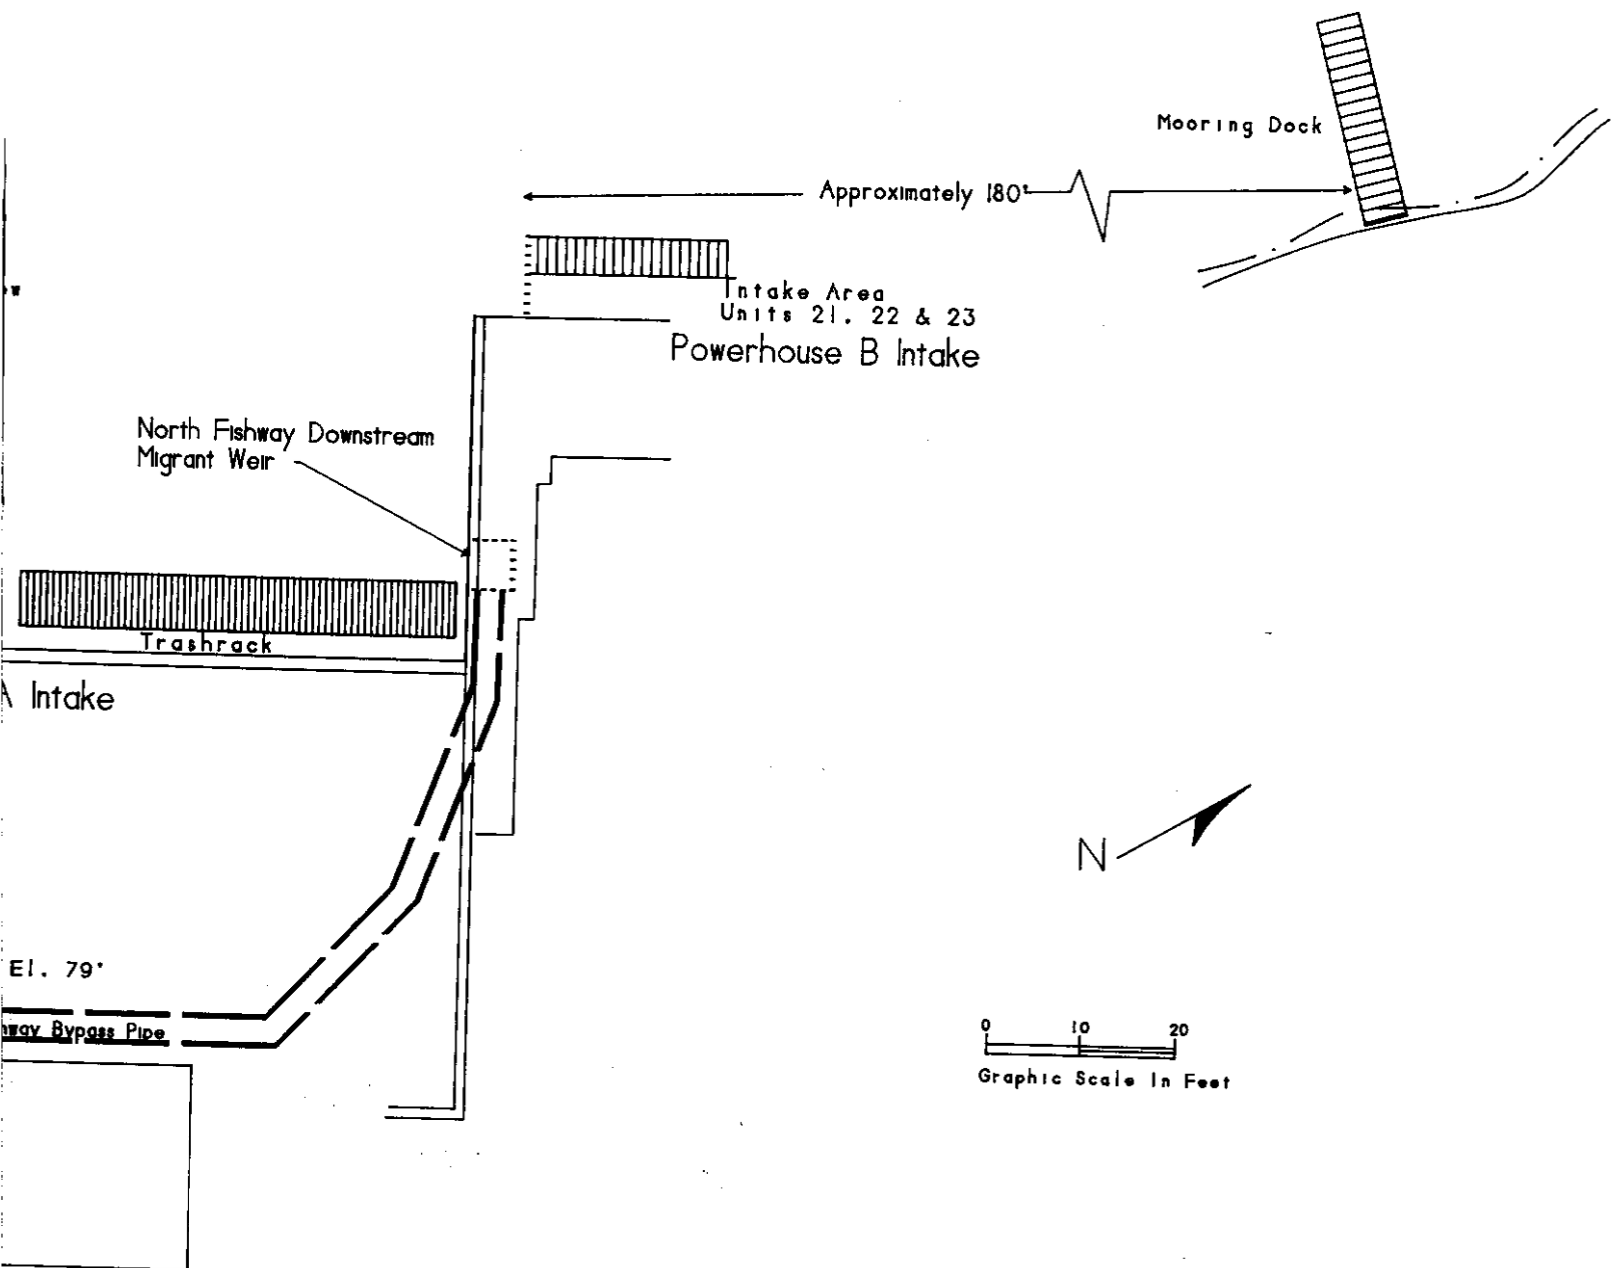 Mooring Dock
Approximately 180'
Intake Area
Units 21. 22 & 23
Powerhouse B Intake
North Fishway Downstream
Migrant Weir
Trashrack
Intake
N
El. 79'
Bypass Pipe
0 10 20
Graphic Scale In Feet